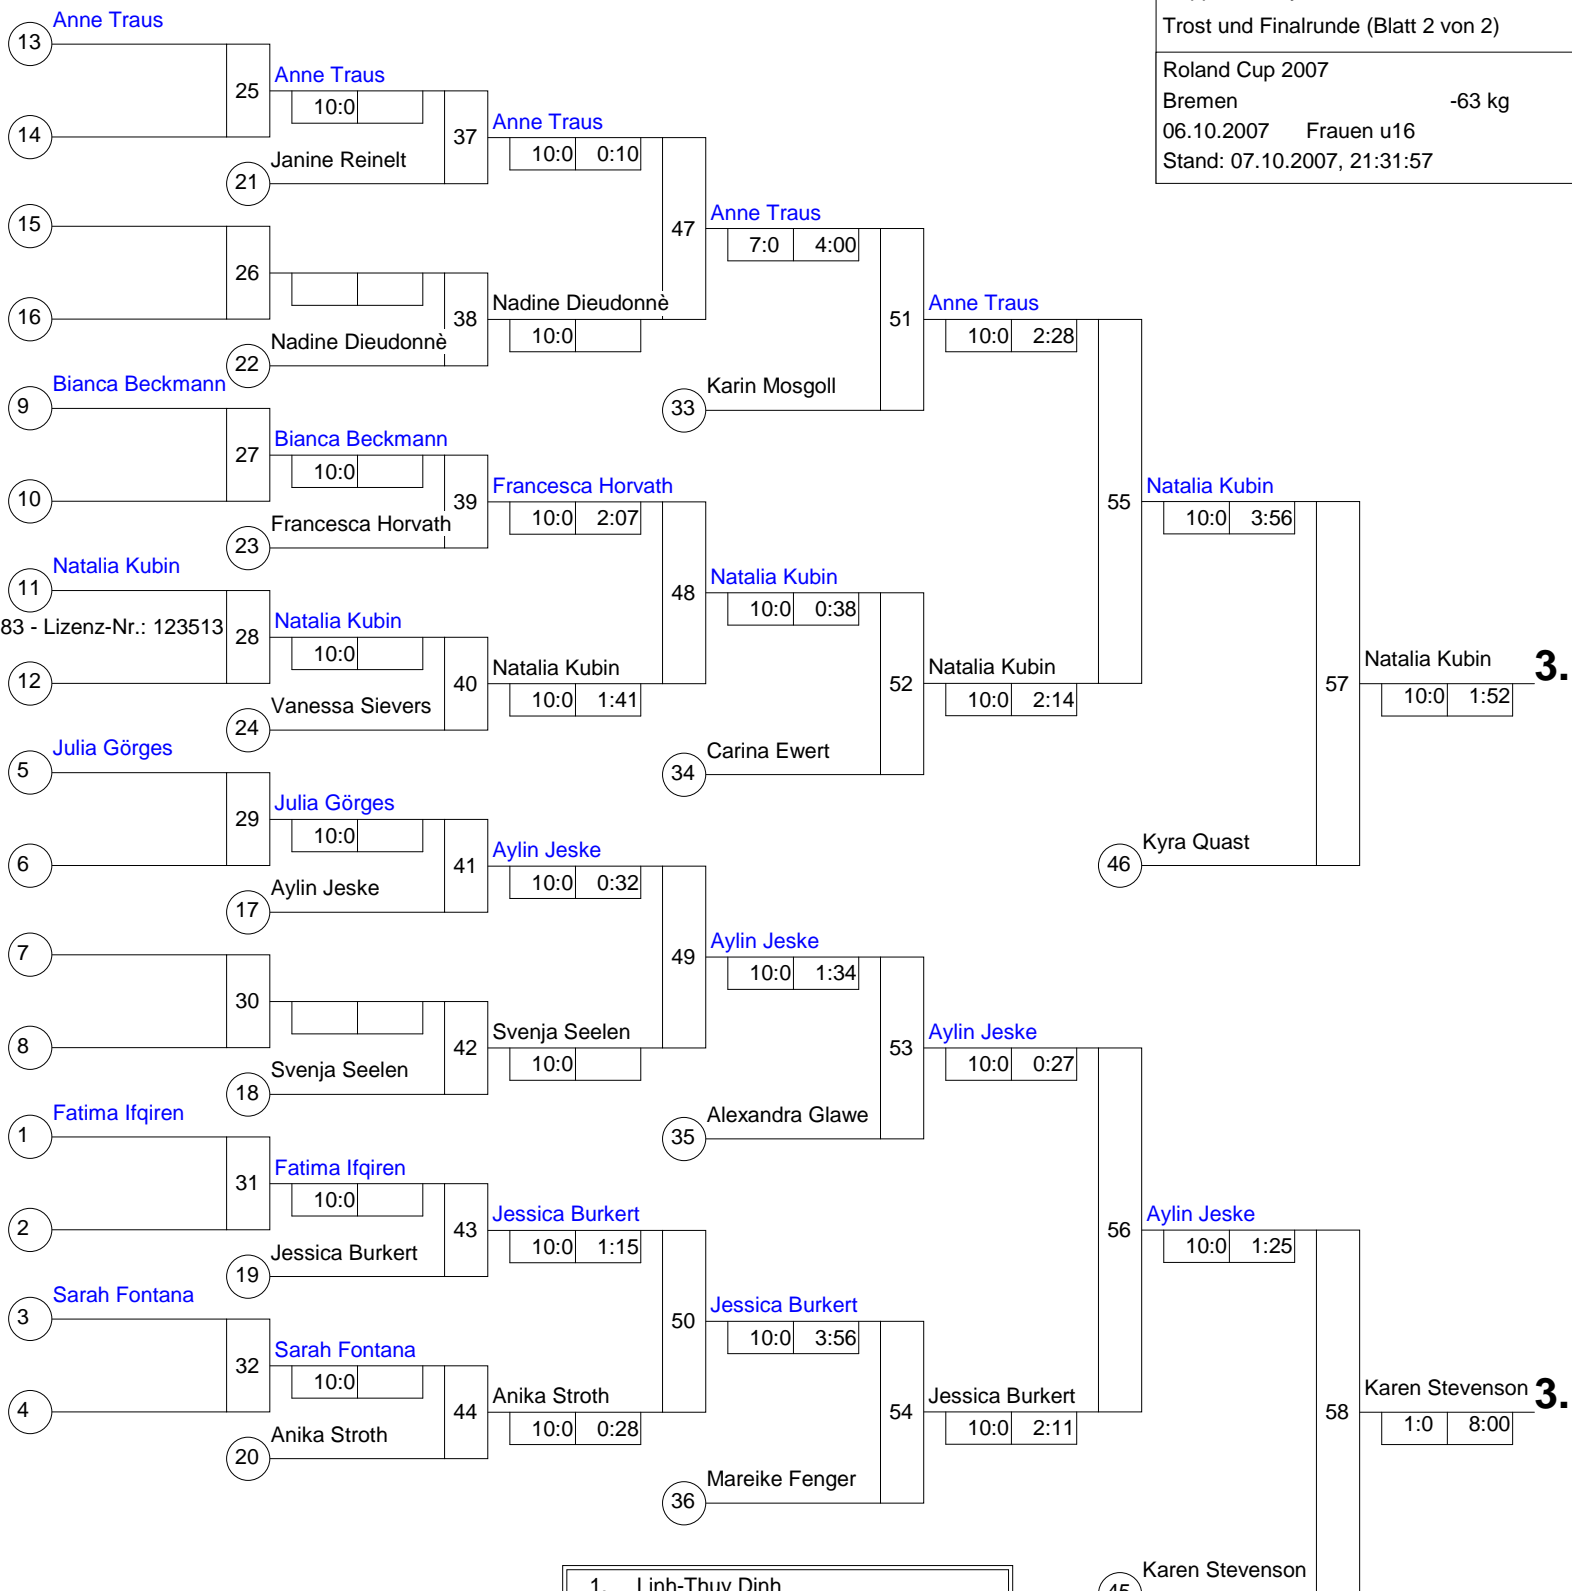 Trost und Finalrunde (Blatt 2 von 2)
Roland Cup 2007
Bremen -63 kg
06.10.2007 Frauen u16
Stand: 07.10.2007, 21:31:57
13 Anne Traus
25
Anne Traus
10:0
14
37
Anne Traus
10:0 0:10
21 Janine Reinelt
15
26
16
47
Anne Traus
7:0 4:00
38
Nadine Dieudonnè
10:0
22 Nadine Dieudonnè
51
Anne Traus
10:0 2:28
33 Karin Mosgoll
9 Bianca Beckmann
27
Bianca Beckmann
10:0
10
39
Francesca Horvath
10:0 2:07
23 Francesca Horvath
55
Natalia Kubin
10:0 3:56
11 Natalia Kubin
83 - Lizenz-Nr.: 123513
28
Natalia Kubin
10:0
12
48
Natalia Kubin
10:0 0:38
40
Natalia Kubin
10:0 1:41
24 Vanessa Sievers
52
Natalia Kubin
10:0 2:14
34 Carina Ewert
57
Natalia Kubin 3.
10:0 1:52
46 Kyra Quast
5 Julia Görges
29
Julia Görges
10:0
6
41
Aylin Jeske
10:0 0:32
17 Aylin Jeske
7
30
8
49
Aylin Jeske
10:0 1:34
42
Svenja Seelen
10:0
18 Svenja Seelen
53
Aylin Jeske
10:0 0:27
35 Alexandra Glawe
1 Fatima Ifqiren
31
Fatima Ifqiren
10:0
2
43
Jessica Burkert
10:0 1:15
19 Jessica Burkert
56
Aylin Jeske
10:0 1:25
3 Sarah Fontana
32
Sarah Fontana
10:0
4
50
Jessica Burkert
10:0 3:56
44
Anika Stroth
10:0 0:28
20 Anika Stroth
54
Jessica Burkert
10:0 2:11
36 Mareike Fenger
58
Karen Stevenson 3.
1:0 8:00
45 Karen Stevenson
1. Linh-Thuy Dinh